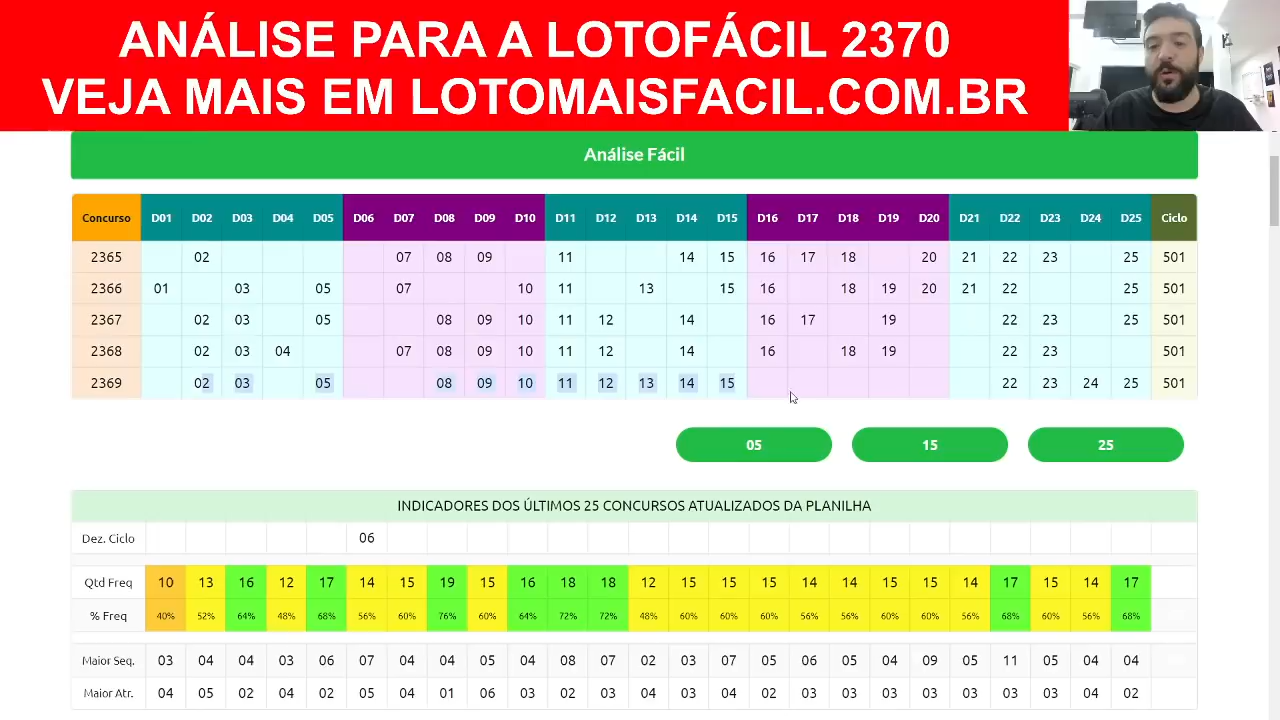 ANÁLISE PARA A LOTOFÁCIL 2370
VEJA MAIS EM LOTOMAISFACIL.COM.BR
Análise Fácil
Concurso D01 D02 D03 D04 D05 D06 D07 D08 D09 D10 D11 D12 D13 D14 D15 D16 D17 D18 D19 D20 D21 D22 D23 D24 D25 Ciclo
2365 02 07 08 09 11 14 15 16 17 18 20 21 22 23 25 501
2366 01 03 05 07 10 11 13 15 16 18 19 20 21 22 25 501
2367 02 03 05 08 09 10 11 12 14 16 17 19 22 23 25 501
2368 02 03 04 07 08 09 10 11 12 14 16 18 19 22 23 501
2369 02 03 05 08 09 10 11 12 13 14 15 22 23 24 25 501
05 15 25
INDICADORES DOS ÚLTIMOS 25 CONCURSOS ATUALIZADOS DA PLANILHA
Dez. Ciclo 06
Qtd Freq 10 13 16 12 17 14 15 19 15 16 18 18 12 15 15 15 14 14 15 15 14 17 15 14 17
% Freq 40% 52% 64% 48% 68% 56% 60% 76% 60% 64% 72% 72% 48% 60% 60% 60% 56% 56% 60% 60% 56% 68% 60% 56% 68%
Maior Seq. 03 04 04 03 06 07 04 04 05 04 08 07 02 03 07 05 06 05 04 09 05 11 05 04 04
Maior Atr. 04 05 02 04 02 05 04 01 06 03 02 03 04 03 04 02 03 03 03 03 03 03 03 04 02